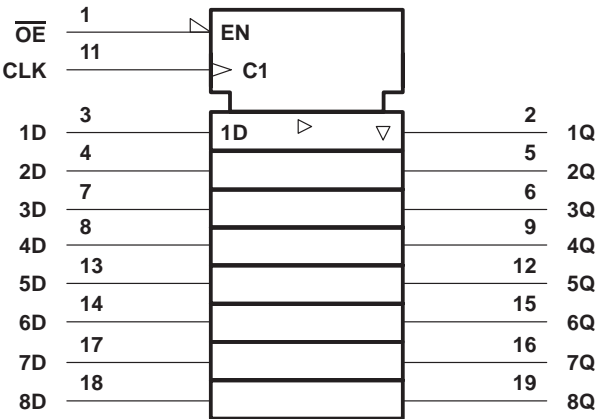 OE 1 EN
CLK 11 C1
1D 3 1D 2 1Q
2D 4 5 2Q
3D 7 6 3Q
4D 8 9 4Q
5D 13 12 5Q
6D 14 15 6Q
7D 17 16 7Q
8D 18 19 8Q